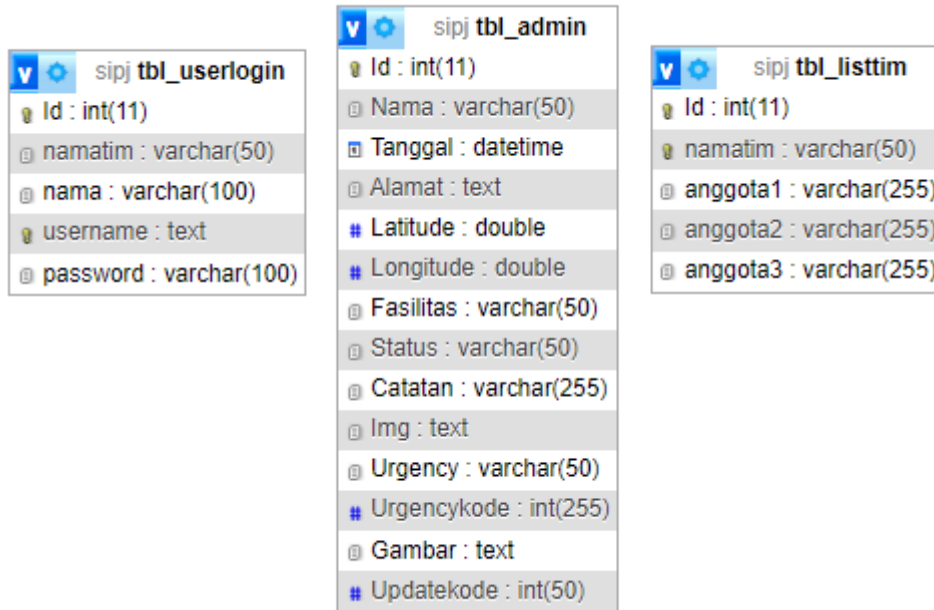 sipj tbl_userlogin
Id : int(11)
namatim : varchar(50)
nama : varchar(100)
username : text
password : varchar(100)
sipj tbl_admin
Id : int(11)
Nama : varchar(50)
Tanggal : datetime
Alamat : text
# Latitude : double
# Longitude : double
Fasilitas : varchar(50)
Status : varchar(50)
Catatan : varchar(255)
Img : text
Urgency : varchar(50)
# Urgencykode : int(255)
Gambar : text
# Updatekode : int(50)
sipj tbl_listtim
Id : int(11)
namatim : varchar(50)
anggota1 : varchar(255)
anggota2 : varchar(255)
anggota3 : varchar(255)